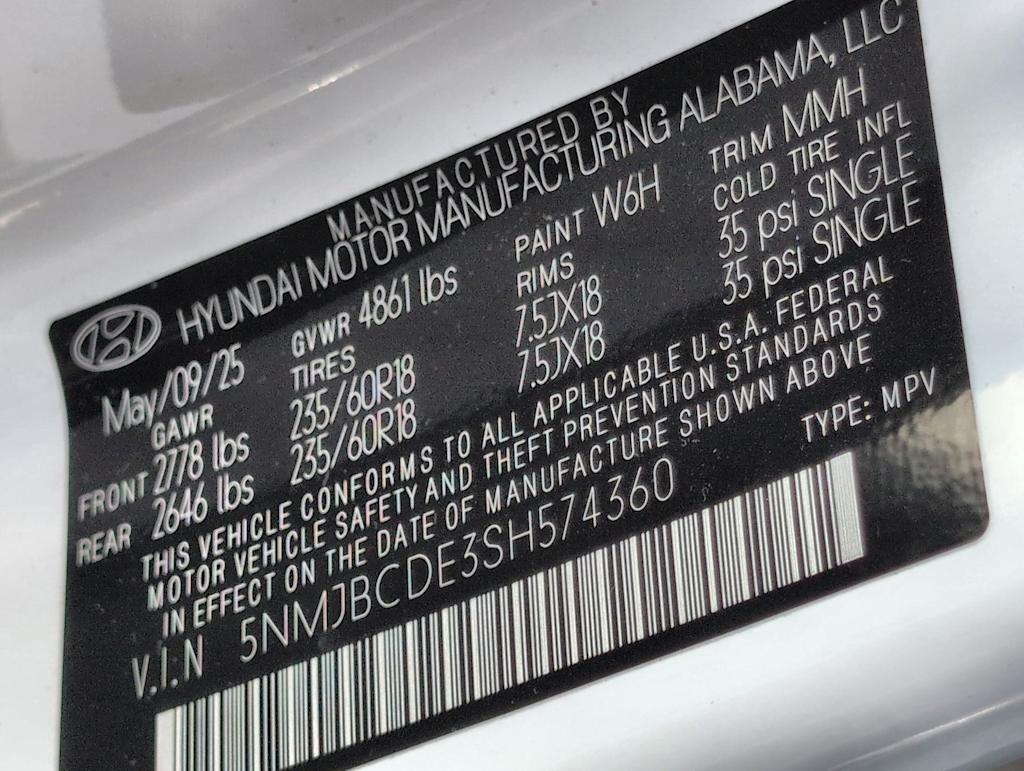 MANUFACTURED BY
HYUNDAI MOTOR MANUFACTURING ALABAMA, LLC
May/09/25 GVWR 4861 lbs PAINT W6H TRIM MMH
GAWR TIRES RIMS COLD TIRE INFL
FRONT 2778 lbs 235/60R18 7.5JX18 35 psi SINGLE
REAR 2646 lbs 235/60R18 7.5JX18 35 psi SINGLE
THIS VEHICLE CONFORMS TO ALL APPLICABLE U.S.A. FEDERAL
MOTOR VEHICLE SAFETY AND THEFT PREVENTION STANDARDS
IN EFFECT ON THE DATE OF MANUFACTURE SHOWN ABOVE
V.I.N 5NMJBCDE3SH574360 TYPE: MPV